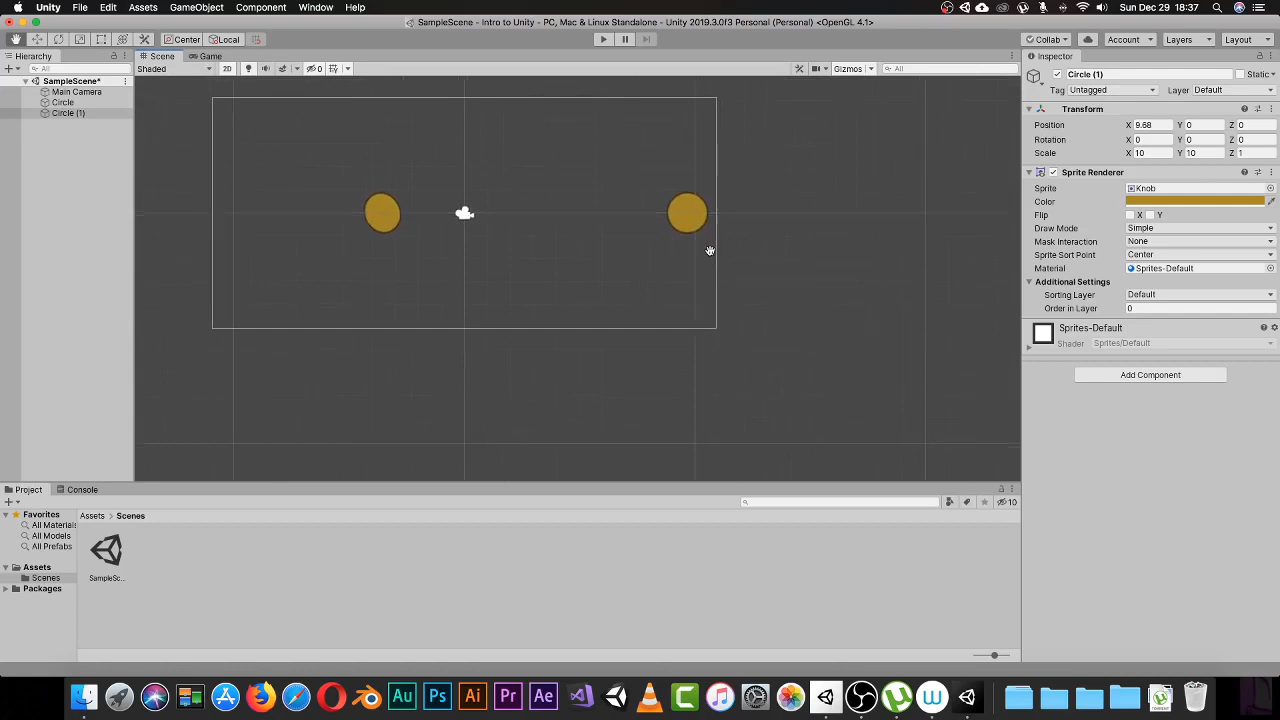 Unity File Edit Assets GameObject Component Window Help
Sun Dec 29 18:37
SampleScene - Intro to Unity - PC, Mac & Linux Standalone - Unity 2019.3.0f3 Personal (Personal) <OpenGL 4.1>
Center Local
Collab Account Layers Layout
Hierarchy
Scene Game
Inspector
All
Shaded 2D 0 Gizmos All
Circle (1) Static
Tag Untagged Layer Default
SampleScene*
Main Camera
Circle
Circle (1)
Transform
Position X 9.68 Y 0 Z 0
Rotation X 0 Y 0 Z 0
Scale X 10 Y 10 Z 1
Sprite Renderer
Sprite Knob
Color
Flip X Y
Draw Mode Simple
Mask Interaction None
Sprite Sort Point Center
Material Sprites-Default
Additional Settings
Sorting Layer Default
Order in Layer 0
Sprites-Default
Shader Sprites/Default
Add Component
Project Console
10
Favorites
All Materials
All Models
All Prefabs
Assets
Scenes
Packages
Assets Scenes
SampleSc...
Au Ps Ai Pr Ae